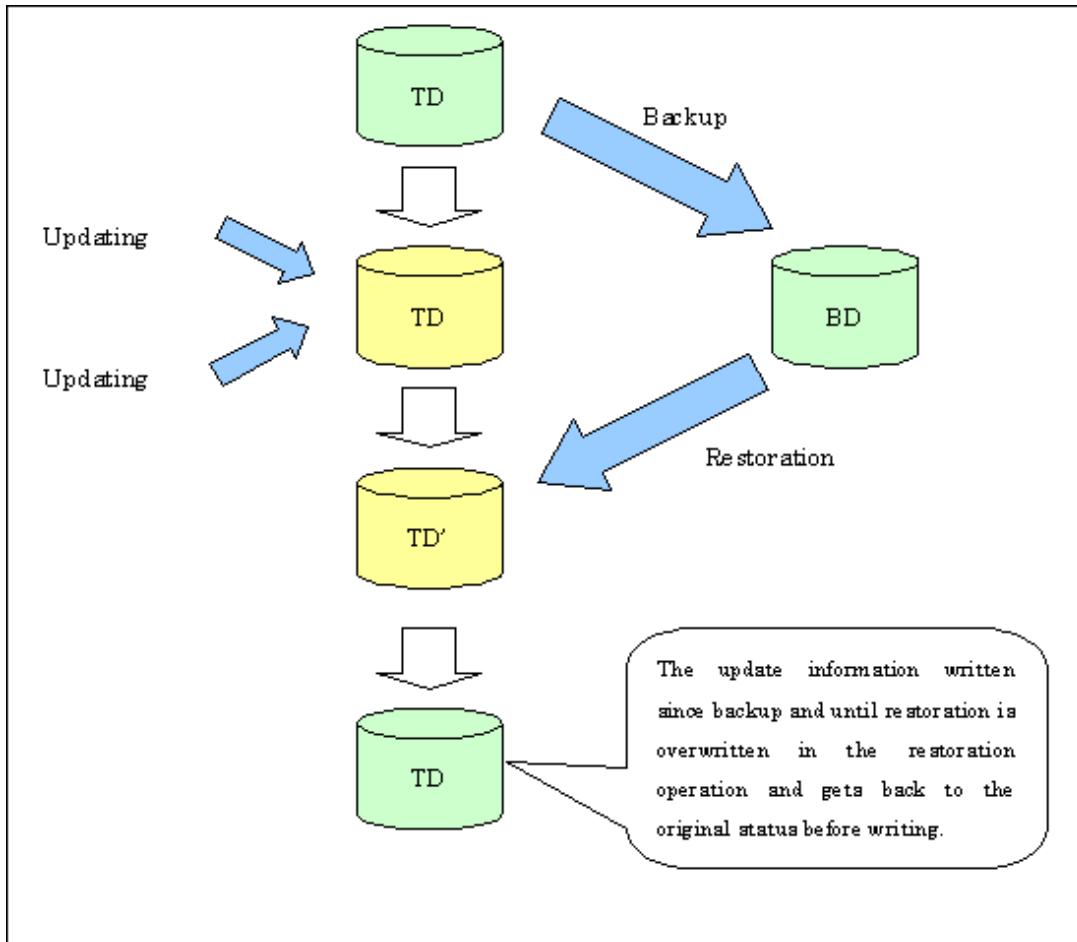 TD
Backup
Updating
TD
BD
Updating
Restoration
TD'
The update information written
since backup and until restoration is
overwritten in the restoration
operation and gets back to the
original status before writing.
TD